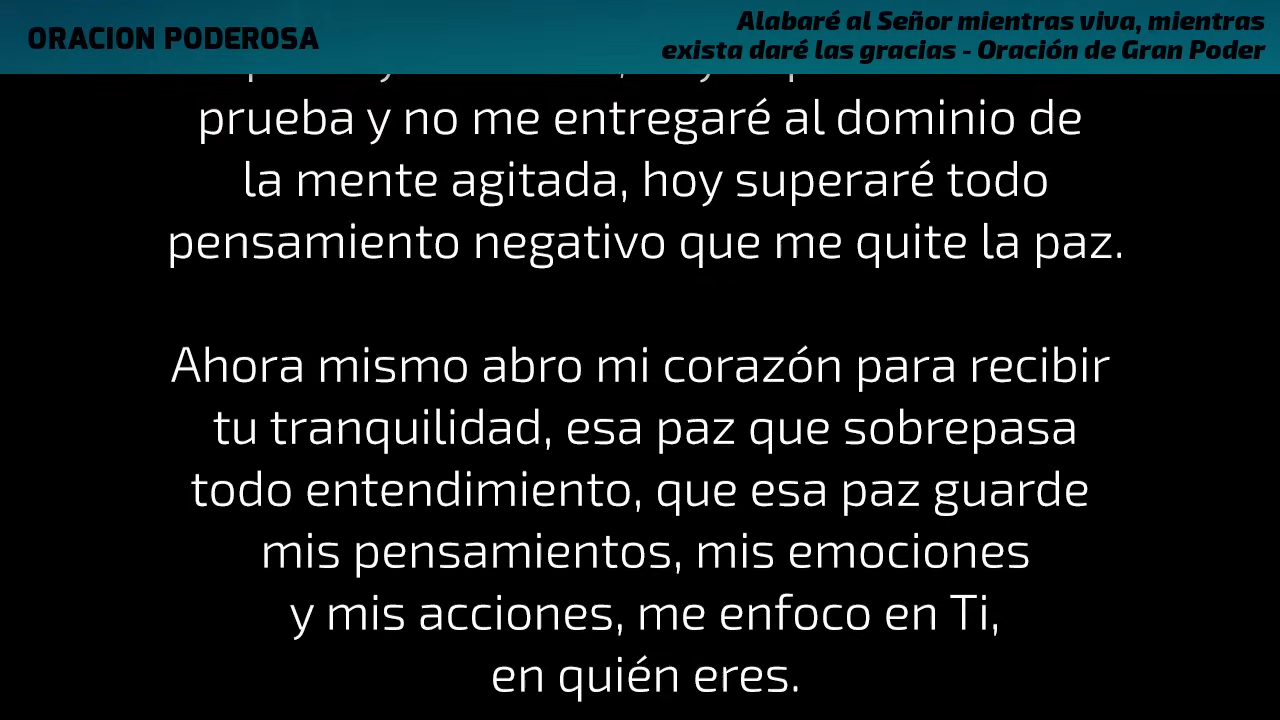 ORACION PODEROSA
Alabaré al Señor mientras viva, mientras
exista daré las gracias - Oración de Gran Poder
prueba y no me entregaré al dominio de
la mente agitada, hoy superaré todo
pensamiento negativo que me quite la paz.
Ahora mismo abro mi corazón para recibir
tu tranquilidad, esa paz que sobrepasa
todo entendimiento, que esa paz guarde
mis pensamientos, mis emociones
y mis acciones, me enfoco en Ti,
en quién eres.